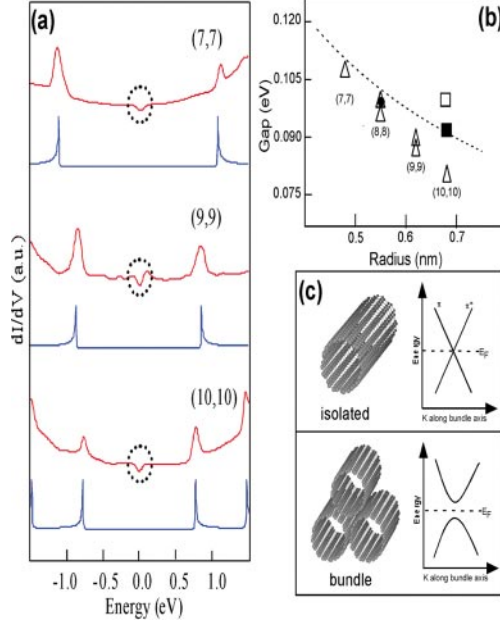 (a)
(7,7)
(9,9)
(10,10)
dI/dV (a.u.)
-1.0 -0.5 0.0 0.5 1.0
Energy (eV)
(b)
Gap (eV)
0.120
0.105
0.090
0.075
(7,7)
(8,8)
(9,9)
(10,10)
0.5 0.6 0.7
Radius (nm)
(c)
isolated
Energy
π π*
EF
K along bundle axis
bundle
Energy
EF
K along bundle axis